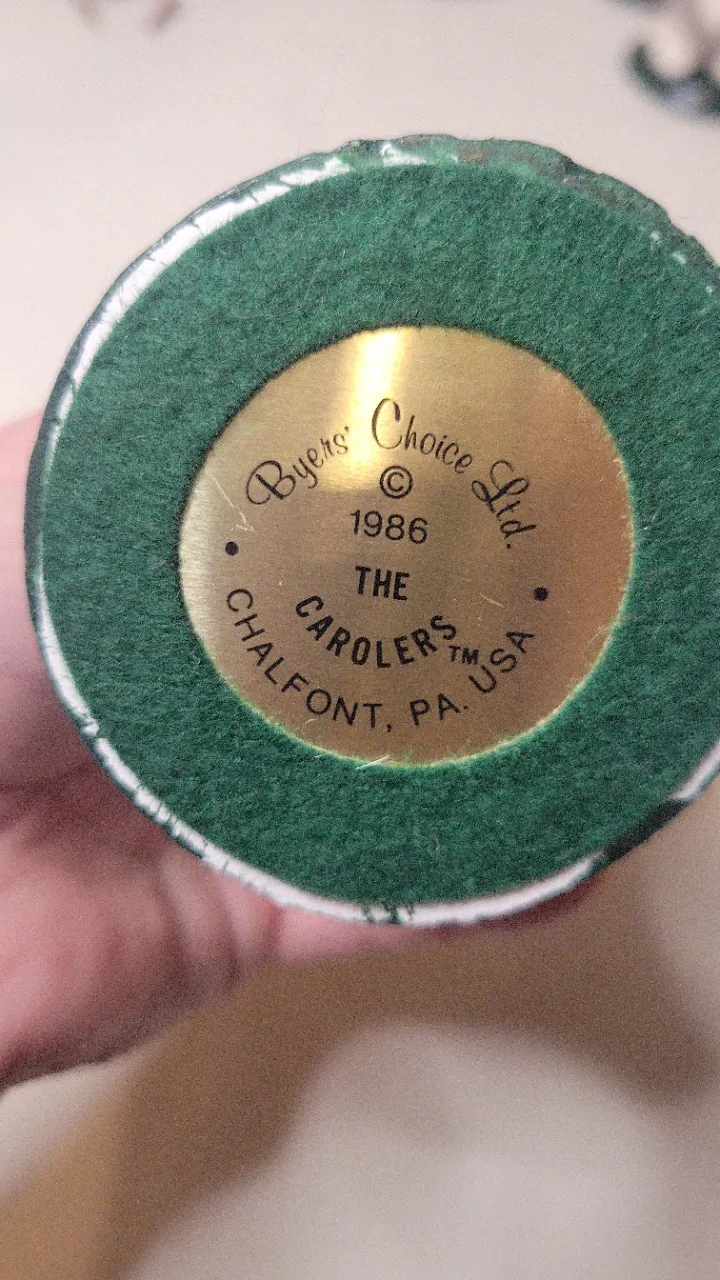 Byers' Choice Ltd.
©
1986
THE
CAROLERS™
CHALFONT, PA. USA